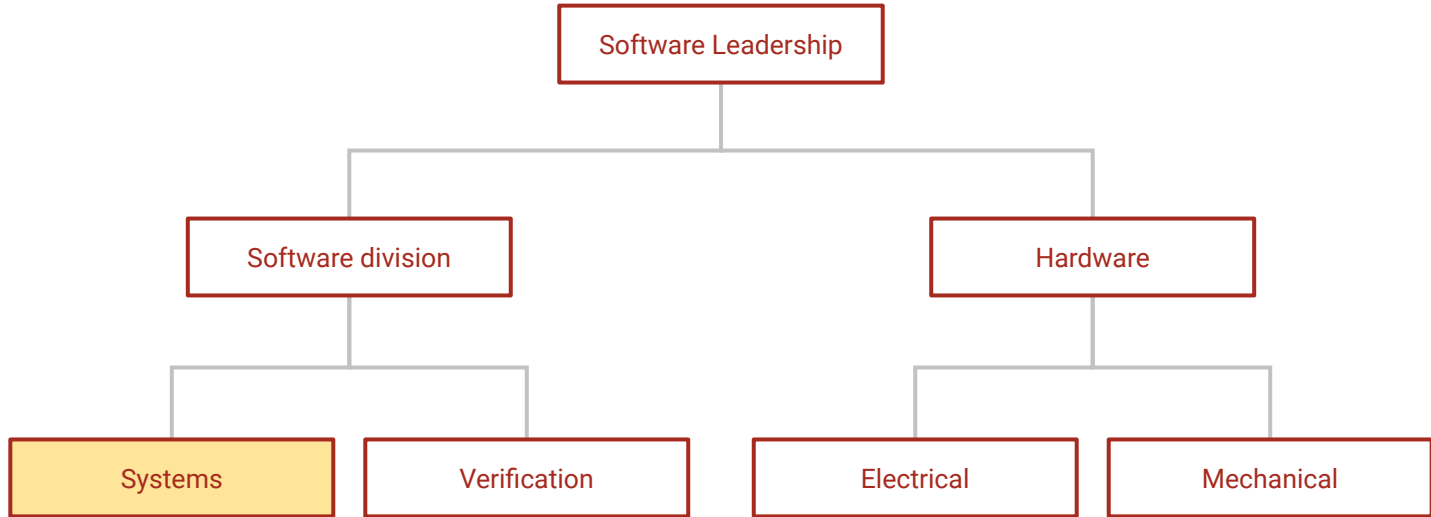 Software Leadership
Software division
Hardware
Systems
Verification
Electrical
Mechanical